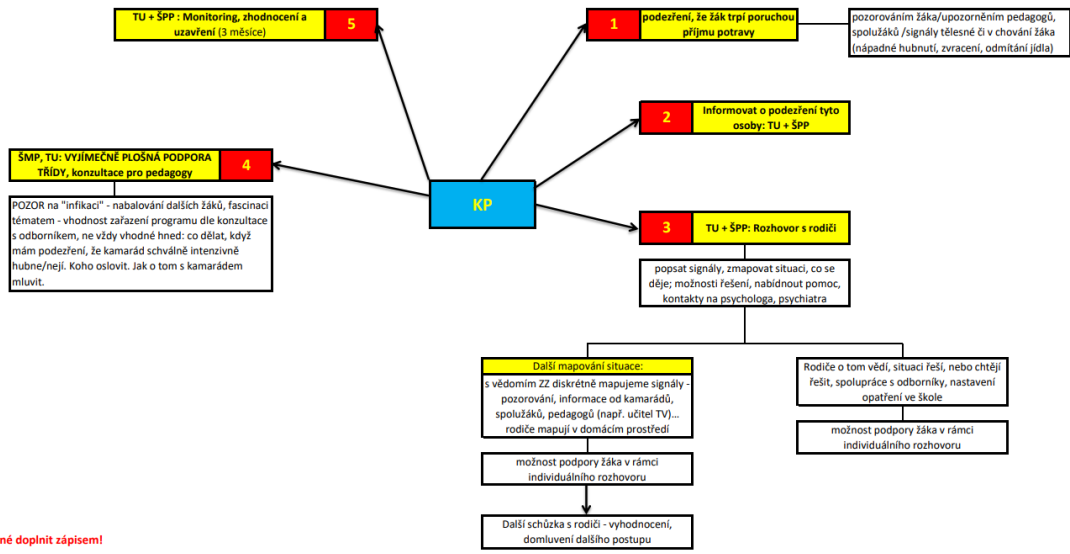 TU + ŠPP : Monitoring, zhodnocení a
uzavření (3 měsíce)
5
1
podezření, že žák trpí poruchou
příjmu potravy
pozorováním žáka/upozorněním pedagogů,
spolužáků /signály tělesné či v chování žáka
(nápadné hubnutí, zvracení, odmítání jídla)
2
Informovat o podezření tyto
osoby: TU + ŠPP
ŠMP, TU: VYJÍMEČNĚ PLOŠNÁ PODPORA
TŘÍDY, konzultace pro pedagogy
4
POZOR na "infikaci" - nabalování dalších žáků, fascinaci
tématem - vhodnost zařazení programu dle konzultace
s odborníkem, ne vždy vhodné hned: co dělat, když
mám podezření, že kamarád schválně intenzivně
hubne/nejí. Koho oslovit. Jak o tom s kamarádem
mluvit.
KP
3
TU + ŠPP: Rozhovor s rodiči
popsat signály, zmapovat situaci, co se
děje; možnosti řešení, nabídnout pomoc,
kontakty na psychologa, psychiatra
Další mapování situace:
s vědomím ZZ diskrétně mapujeme signály -
pozorování, informace od kamarádů,
spolužáků, pedagogů (např. učitel TV)...
rodiče mapují v domácím prostředí
možnost podpory žáka v rámci
individuálního rozhovoru
Další schůzka s rodiči - vyhodnocení,
domluvení dalšího postupu
Rodiče o tom vědí, situaci řeší, nebo chtějí
řešit, spolupráce s odborníky, nastavení
opatření ve škole
možnost podpory žáka v rámci
individuálního rozhovoru
né doplnit zápisem!